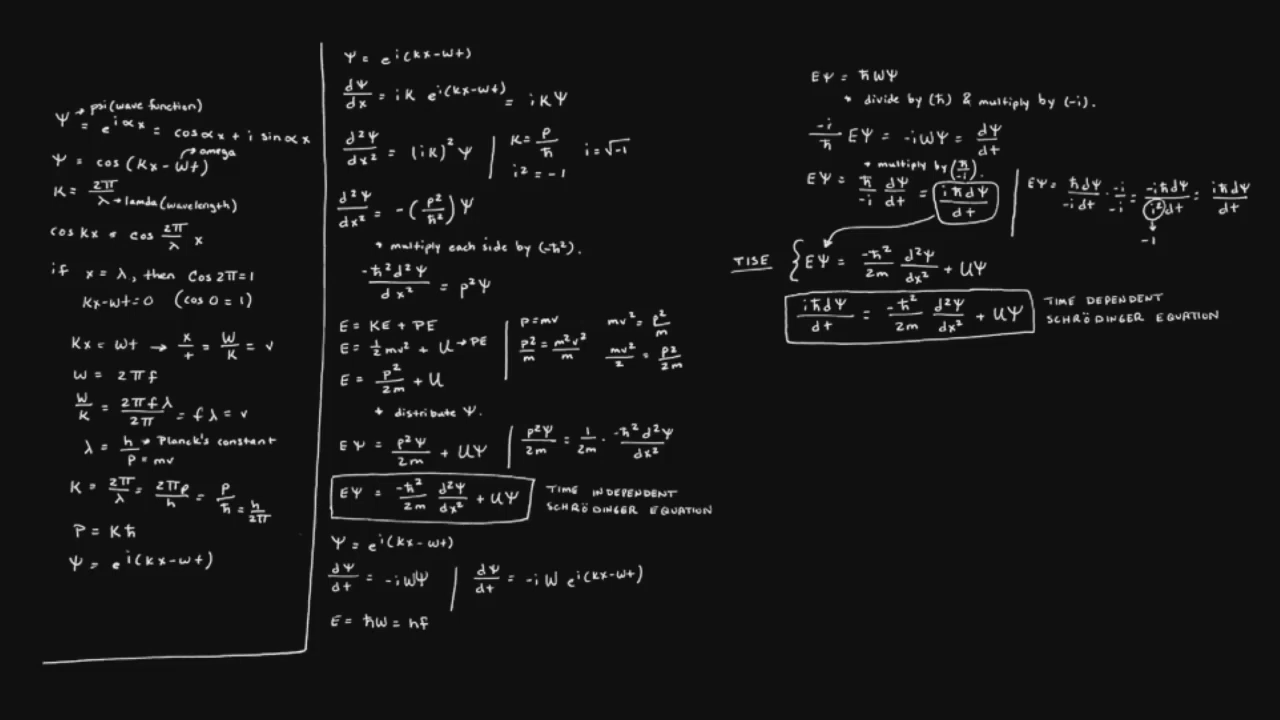 Ψ → psi (wave function)
Ψ = e^{iαx} = cos αx + i sin αx
Ψ = cos (Kx - wt) → omega
K = 2π/λ → lamda (wavelength)
cos Kx = cos 2π/λ x
if x = λ, then Cos 2π = 1
Kx - wt = 0 (cos 0 = 1)
Kx = wt → x/t = W/K = v
W = 2πf
W/K = 2πfλ/2π = fλ = v
λ = h/P = mv → Planck's constant
K = 2π/λ = 2πp/h = p/ħ = h/2π
P = Kħ
Ψ = e^{i(Kx-wt)}
Ψ = e^{i(Kx-wt)}
dΨ/dx = iK e^{i(Kx-wt)} = iKΨ
d²Ψ/dx² = (iK)² Ψ | K = P/ħ i = √-1
i² = -1
d²Ψ/dx² = -(p²/ħ²) Ψ
* multiply each side by (-ħ²).
-ħ²d²Ψ/dx² = p²Ψ
E = KE + PE | p = mv mv² = p²/m
E = 1/2 mv² + U → PE | p²/m = m²v²/m mv²/2 = p²/2m
E = p²/2m + U
* distribute Ψ.
EΨ = p²Ψ/2m + UΨ | p²Ψ/2m = 1/2m · -ħ²d²Ψ/dx²
EΨ = -ħ²/2m d²Ψ/dx² + UΨ TIME INDEPENDENT
SCHRÖDINGER EQUATION
Ψ = e^{i(Kx-wt)}
dΨ/dt = -iWΨ | dΨ/dt = -iW e^{i(Kx-wt)}
E = ħW = hf
EΨ = ħWΨ
* divide by (ħ) & multiply by (-i).
-i/ħ EΨ = -iWΨ = dΨ/dt
* multiply by (ħ/-i).
EΨ = ħ/-i dΨ/dt = iħdΨ/dt | EΨ = ħdΨ/-idt · -i/-i = -iħdΨ/i²dt = iħdΨ/dt
-1
TISE { EΨ = -ħ²/2m d²Ψ/dx² + UΨ
iħdΨ/dt = -ħ²/2m d²Ψ/dx² + UΨ TIME DEPENDENT
SCHRÖDINGER EQUATION